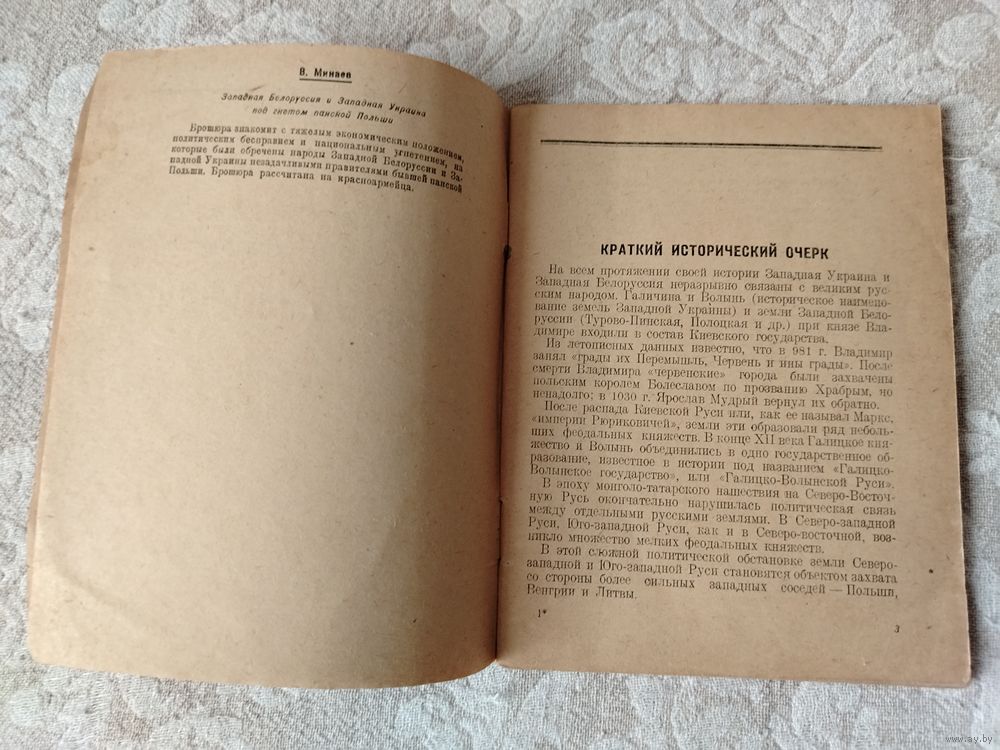 В. Минаев
Западная Белоруссия и Западная Украина
под гнетом панской Польши
Брошюра знакомит с тяжелым экономическим положением,
политическим бесправием и национальным угнетением, на
которые были обречены народы Западной Белоруссии и За-
падной Украины незадачливыми правителями бывшей панской
Польши. Брошюра рассчитана на красноармейца.
КРАТКИЙ ИСТОРИЧЕСКИЙ ОЧЕРК
На всем протяжении своей истории Западная Украина и
Западная Белоруссия неразрывно связаны с великим рус-
ским народом. Галичина и Волынь (историческое наимено-
вание земель Западной Украины) и земли Западной Бело-
руссии (Турово-Пинская, Полоцкая и др.) при князе Вла-
димире входили в состав Киевского государства.
Из летописных данных известно, что в 981 г. Владимир
занял «грады их Перемышль, Червень и ины грады». После
смерти Владимира «червенские» города были захвачены
польским королем Болеславом по прозванию Храбрым, но
ненадолго: в 1030 г. Ярослав Мудрый вернул их обратно.
После распада Киевской Руси или, как ее называл Маркс,
«империи Рюриковичей», земли эти образовали ряд неболь-
ших феодальных княжеств. В конце XII века Галицкое кня-
жество и Волынь объединились в одно государственное об-
разование, известное в истории под названием «Галицко-
Волынское государство», или «Галицко-Волынской Руси».
В эпоху монголо-татарского нашествия на Северо-Восточ-
ную Русь окончательно нарушилась политическая связь
между отдельными русскими землями. В Северо-западной
Руси, Юго-западной Руси, как и в Северо-восточной, воз-
никло множество мелких феодальных княжеств.
В этой сложной политической обстановке земли Северо-
западной и Юго-западной Руси становятся объектом захвата
со стороны более сильных западных соседей — Польши,
Венгрии и Литвы.
1*
3
www.ay.by